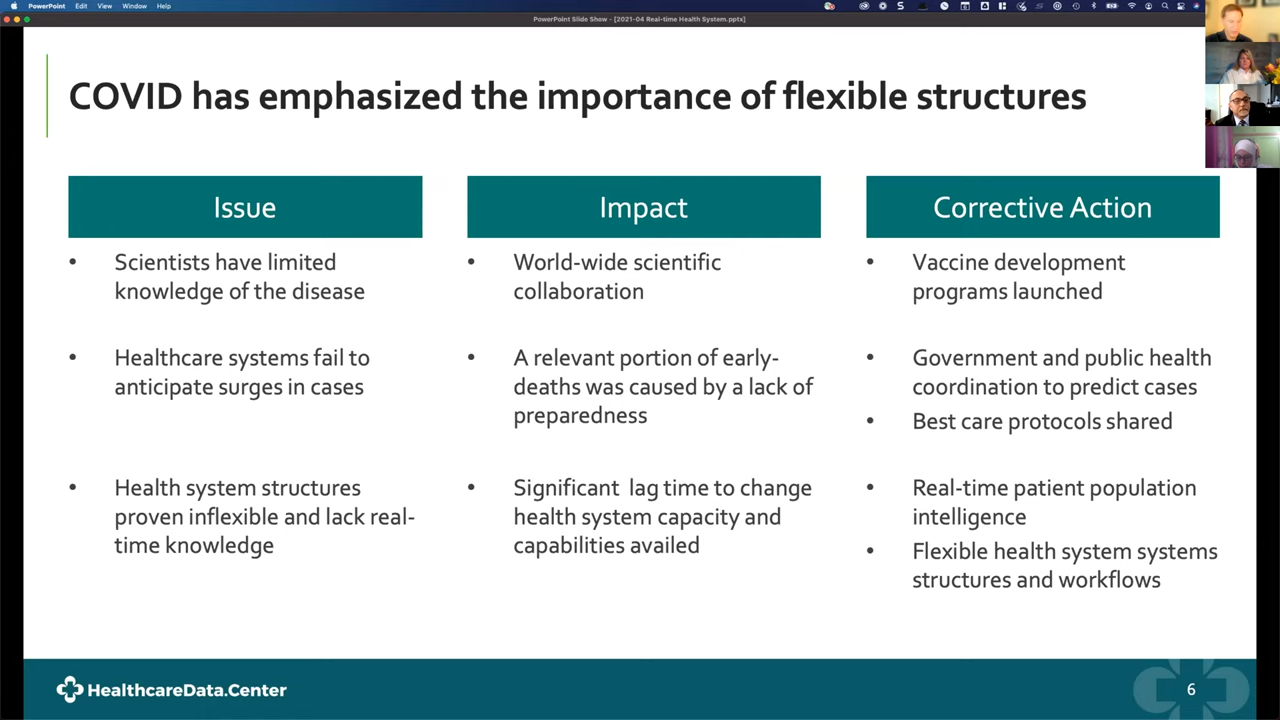 PowerPoint File Edit View Window Help
PowerPoint Slide Show - [2021-04 Real-time Health System.pptx]
COVID has emphasized the importance of flexible structures
Issue
• Scientists have limited
knowledge of the disease
• Healthcare systems fail to
anticipate surges in cases
• Health system structures
proven inflexible and lack real-
time knowledge
Impact
• World-wide scientific
collaboration
• A relevant portion of early-
deaths was caused by a lack of
preparedness
• Significant lag time to change
health system capacity and
capabilities availed
Corrective Action
• Vaccine development
programs launched
• Government and public health
coordination to predict cases
• Best care protocols shared
• Real-time patient population
intelligence
• Flexible health system systems
structures and workflows
HealthcareData.Center
6